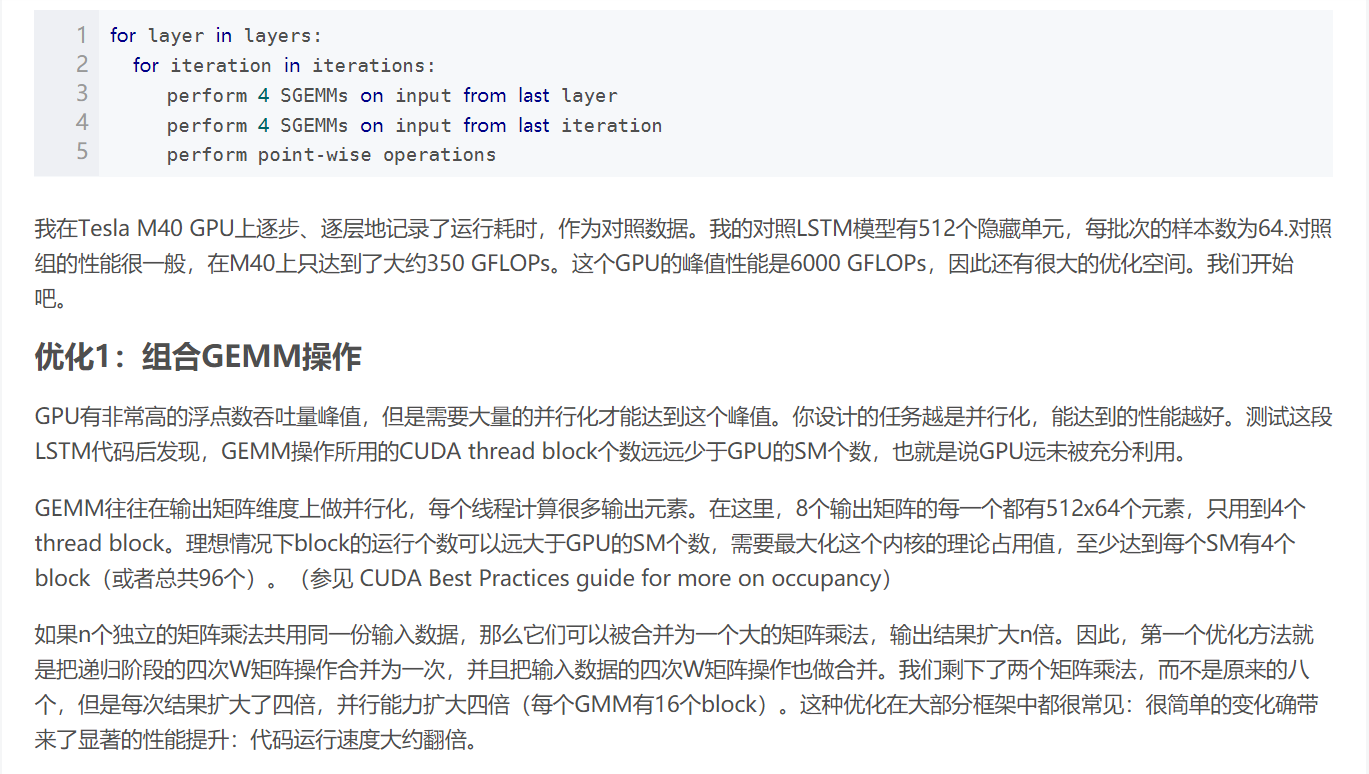 1 for layer in layers:
2 for iteration in iterations:
3 perform 4 SGEMMs on input from last layer
4 perform 4 SGEMMs on input from last iteration
5 perform point-wise operations
我在Tesla M40 GPU上逐步、逐层地记录了运行耗时，作为对照数据。我的对照LSTM模型有512个隐藏单元，每批次的样本数为64.对照
组的性能很一般，在M40上只达到了大约350 GFLOPs。这个GPU的峰值性能是6000 GFLOPs，因此还有很大的优化空间。我们开始
吧。
优化1：组合GEMM操作
GPU有非常高的浮点数吞吐量峰值，但是需要大量的并行化才能达到这个峰值。你设计的任务越是并行化，能达到的性能越好。测试这段
LSTM代码后发现，GEMM操作所用的CUDA thread block个数远远少于GPU的SM个数，也就是说GPU远未被充分利用。
GEMM往往在输出矩阵维度上做并行化，每个线程计算很多输出元素。在这里，8个输出矩阵的每一个都有512x64个元素，只用到4个
thread block。理想情况下block的运行个数可以远大于GPU的SM个数，需要最大化这个内核的理论占用值，至少达到每个SM有4个
block（或者总共96个）。（参见 CUDA Best Practices guide for more on occupancy）
如果n个独立的矩阵乘法共用同一份输入数据，那么它们可以被合并为一个大的矩阵乘法，输出结果扩大n倍。因此，第一个优化方法就
是把递归阶段的四次W矩阵操作合并为一次，并且把输入数据的四次W矩阵操作也做合并。我们剩下了两个矩阵乘法，而不是原来的八
个，但是每次结果扩大了四倍，并行能力扩大四倍（每个GMM有16个block）。这种优化在大部分框架中都很常见：很简单的变化确带
来了显著的性能提升：代码运行速度大约翻倍。